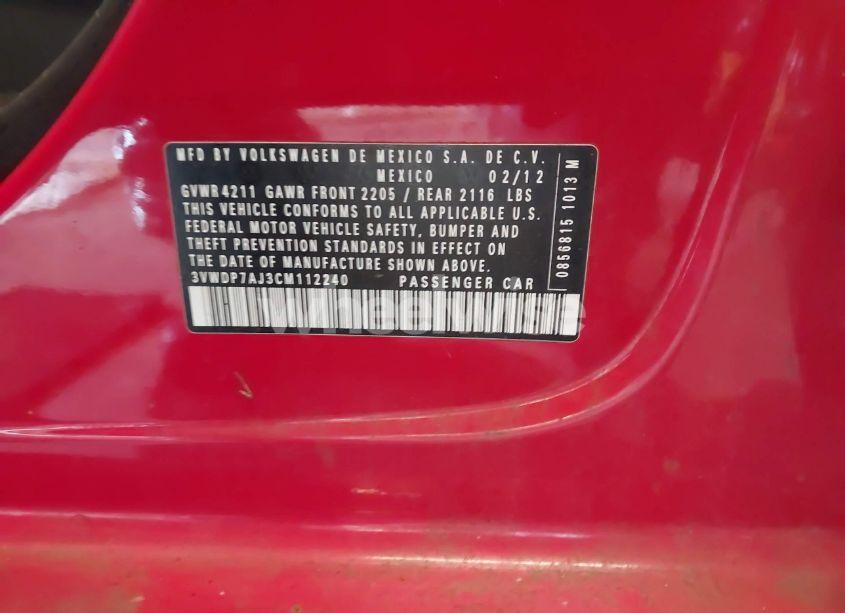 MFD BY VOLKSWAGEN DE MEXICO S.A. DE C.V.
MEXICO 02/12
GVWR 4211 GAWR FRONT 2205 / REAR 2116 LBS
THIS VEHICLE CONFORMS TO ALL APPLICABLE U.S.
FEDERAL MOTOR VEHICLE SAFETY, BUMPER AND
THEFT PREVENTION STANDARDS IN EFFECT ON
THE DATE OF MANUFACTURE SHOWN ABOVE.
3VWDP7AJ3CM112240 PASSENGER CAR
0856815 1013 M
wheelwise